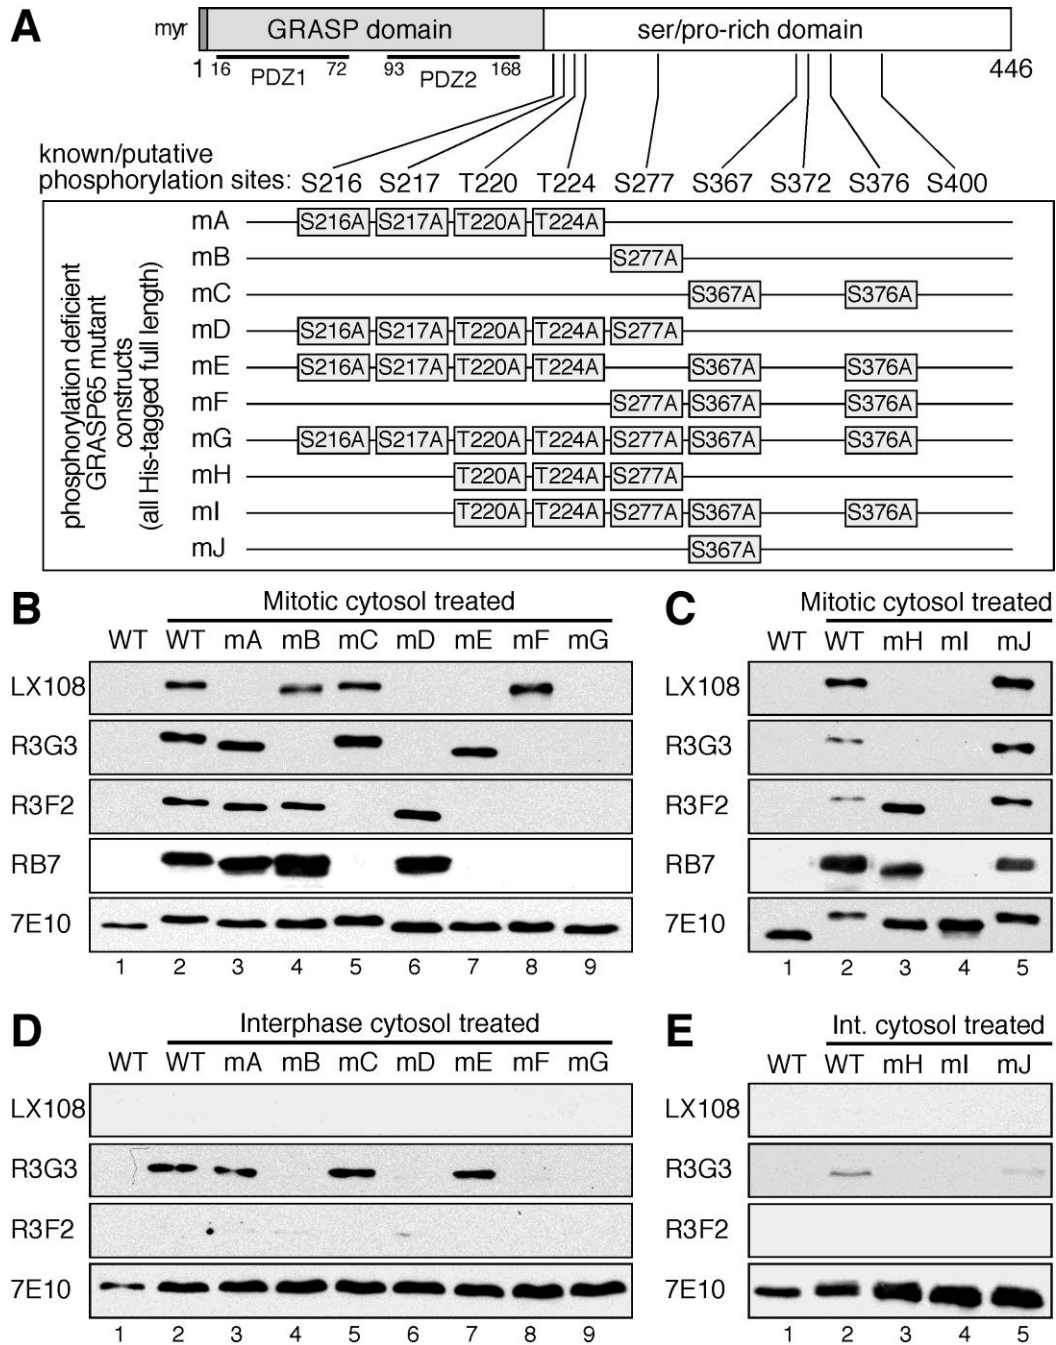 A
myr GRASP domain ser/pro-rich domain
1 16 72 93 168 446
PDZ1 PDZ2
known/putative
phosphorylation sites: S216 S217 T220 T224 S277 S367 S372 S376 S400
phosphorylation deficient
GRASP65 mutant
constructs
(all His-tagged full length)
mA S216A S217A T220A T224A
mB S277A
mC S367A S376A
mD S216A S217A T220A T224A S277A
mE S216A S217A T220A T224A S367A S376A
mF S277A S367A S376A
mG S216A S217A T220A T224A S277A S367A S376A
mH T220A T224A S277A
mI T220A T224A S277A S367A S376A
mJ S367A
B
Mitotic cytosol treated
WT WT mA mB mC mD mE mF mG
LX108
R3G3
R3F2
RB7
7E10
1 2 3 4 5 6 7 8 9
C
Mitotic cytosol treated
WT WT mH mI mJ
LX108
R3G3
R3F2
RB7
7E10
1 2 3 4 5
D
Interphase cytosol treated
WT WT mA mB mC mD mE mF mG
LX108
R3G3
R3F2
7E10
1 2 3 4 5 6 7 8 9
E
Int. cytosol treated
WT WT mH mI mJ
LX108
R3G3
R3F2
7E10
1 2 3 4 5